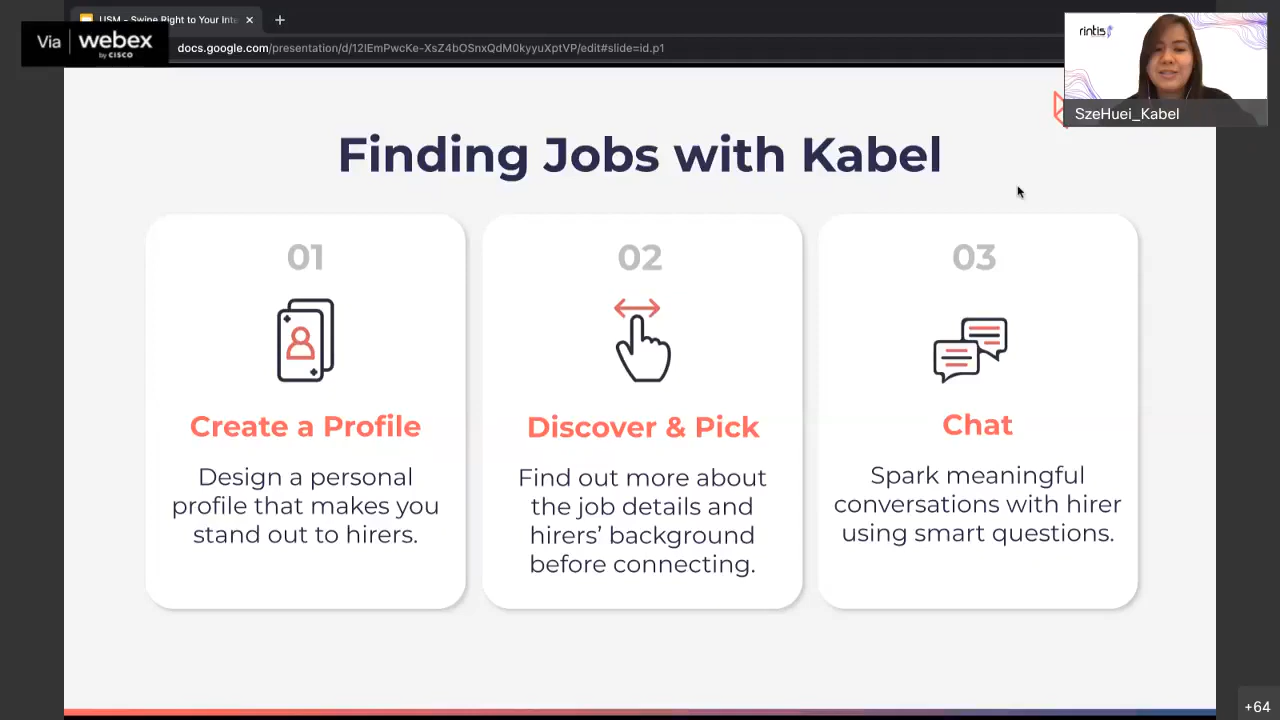 USM - Swipe Right to Your Inte
Via webex
by CISCO
docs.google.com/presentation/d/12IEmPwcKe-XsZ4bOSnxQdM0kyyuXptVP/edit#slide=id.p1
rintis
SzeHuei_Kabel
Finding Jobs with Kabel
01
Create a Profile
Design a personal
profile that makes you
stand out to hirers.
02
Discover & Pick
Find out more about
the job details and
hirers’ background
before connecting.
03
Chat
Spark meaningful
conversations with hirer
using smart questions.
+64